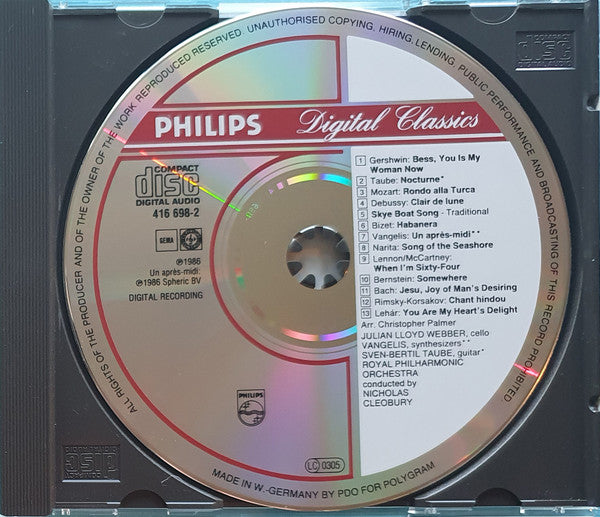 ALL RIGHTS OF THE PRODUCER AND OF THE OWNER OF THE WORK REPRODUCED RESERVED. UNAUTHORISED COPYING, HIRING, LENDING, PUBLIC PERFORMANCE AND BROADCASTING OF THIS RECORD PROHIBITED.
PHILIPS Digital Classics
COMPACT
disc
DIGITAL AUDIO
416 698-2
GEMA
℗1986
Un après-midi:
℗1986 Spheric BV
DIGITAL RECORDING
1 Gershwin: Bess, You Is My
Woman Now
2 Taube: Nocturne*
3 Mozart: Rondo alla Turca
4 Debussy: Clair de lune
5 Skye Boat Song - Traditional
6 Bizet: Habanera
7 Vangelis: Un après-midi**
8 Narita: Song of the Seashore
9 Lennon/McCartney:
When I'm Sixty-Four
10 Bernstein: Somewhere
11 Bach: Jesu, Joy of Man's Desiring
12 Rimsky-Korsakov: Chant hindou
13 Lehár: You Are My Heart's Delight
Arr. Christopher Palmer
JULIAN LLOYD WEBBER, cello
VANGELIS, synthesizers**
SVEN-BERTIL TAUBE, guitar*
ROYAL PHILHARMONIC
ORCHESTRA
conducted by
NICHOLAS
CLEOBURY
PHILIPS
LC 0305
MADE IN W.-GERMANY BY PDO FOR POLYGRAM